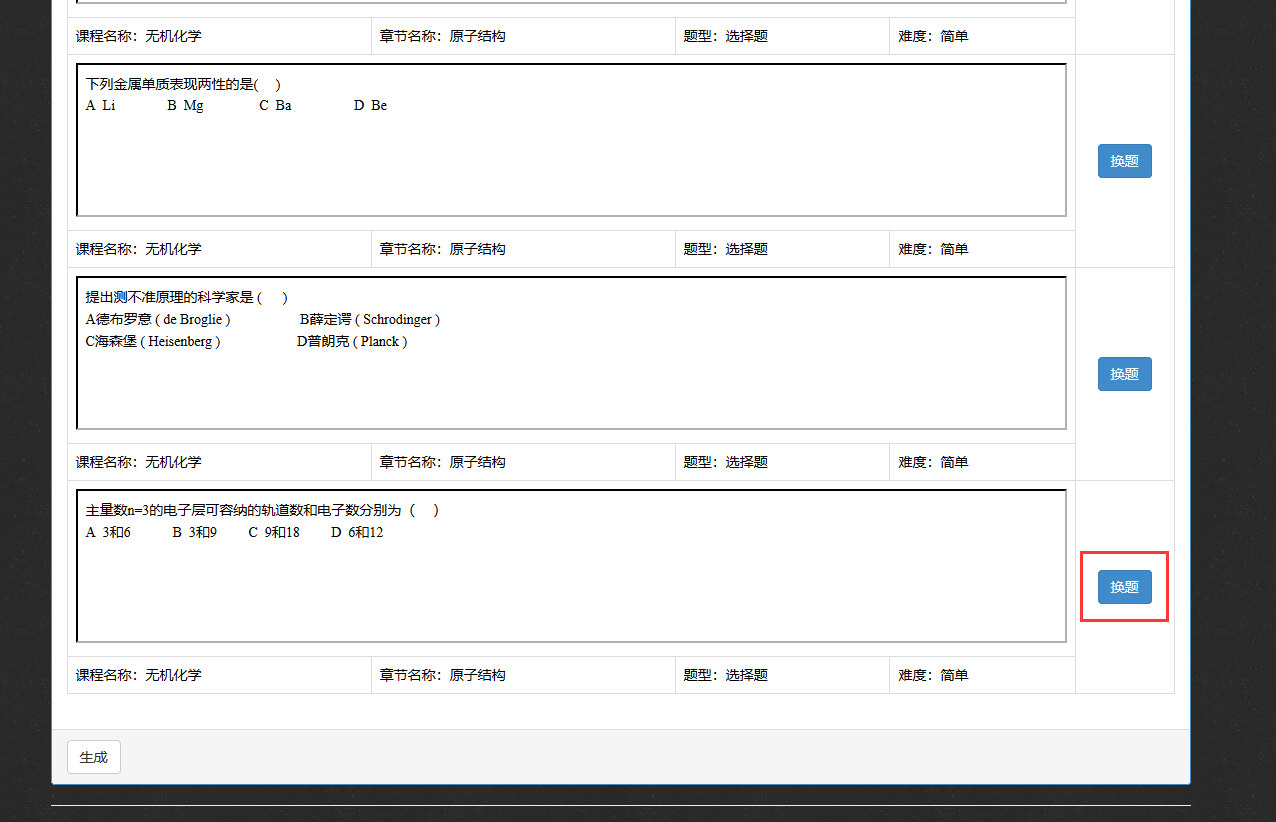 课程名称：无机化学 章节名称：原子结构 题型：选择题 难度：简单
下列金属单质表现两性的是( )
A Li B Mg C Ba D Be
换题
课程名称：无机化学 章节名称：原子结构 题型：选择题 难度：简单
提出测不准原理的科学家是 ( )
A德布罗意 ( de Broglie ) B薛定谔 ( Schrodinger )
C海森堡 ( Heisenberg ) D普朗克 ( Planck )
换题
课程名称：无机化学 章节名称：原子结构 题型：选择题 难度：简单
主量数n=3的电子层可容纳的轨道数和电子数分别为（ ）
A 3和6 B 3和9 C 9和18 D 6和12
换题
课程名称：无机化学 章节名称：原子结构 题型：选择题 难度：简单
生成